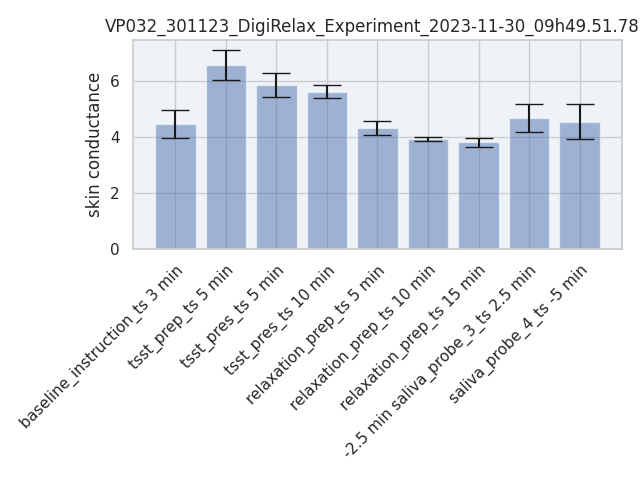 VP032_301123_DigiRelax_Experiment_2023-11-30_09h49.51.78
skin conductance
6
4
2
0
baseline_instruction_ts 3 min
tsst_prep_ts 5 min
tsst_pres_ts 5 min
tsst_pres_ts 10 min
relaxation_prep_ts 5 min
relaxation_prep_ts 10 min
relaxation_prep_ts 15 min
-2.5 min saliva_probe_3_ts 2.5 min
saliva_probe_4_ts -5 min